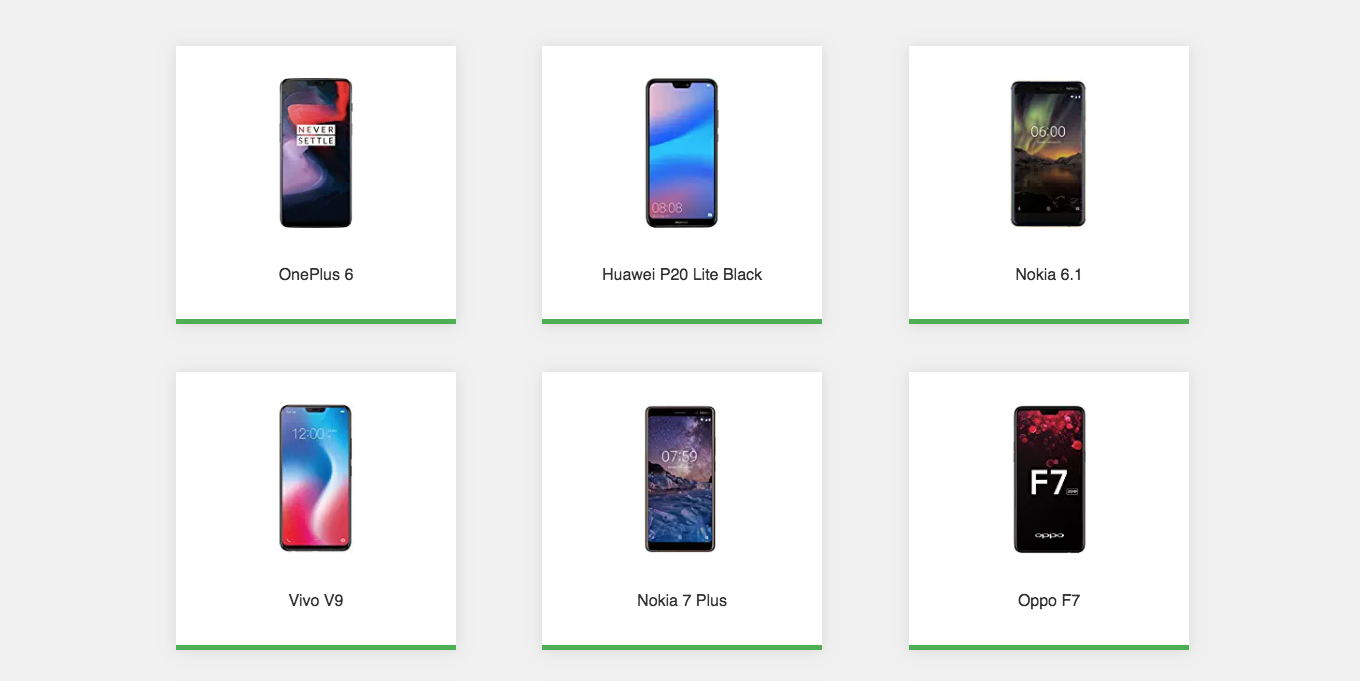 NEVER
SETTLE
08:08
06:00
OnePlus 6
Huawei P20 Lite Black
Nokia 6.1
12:00
07:59
F7
oppo
Vivo V9
Nokia 7 Plus
Oppo F7